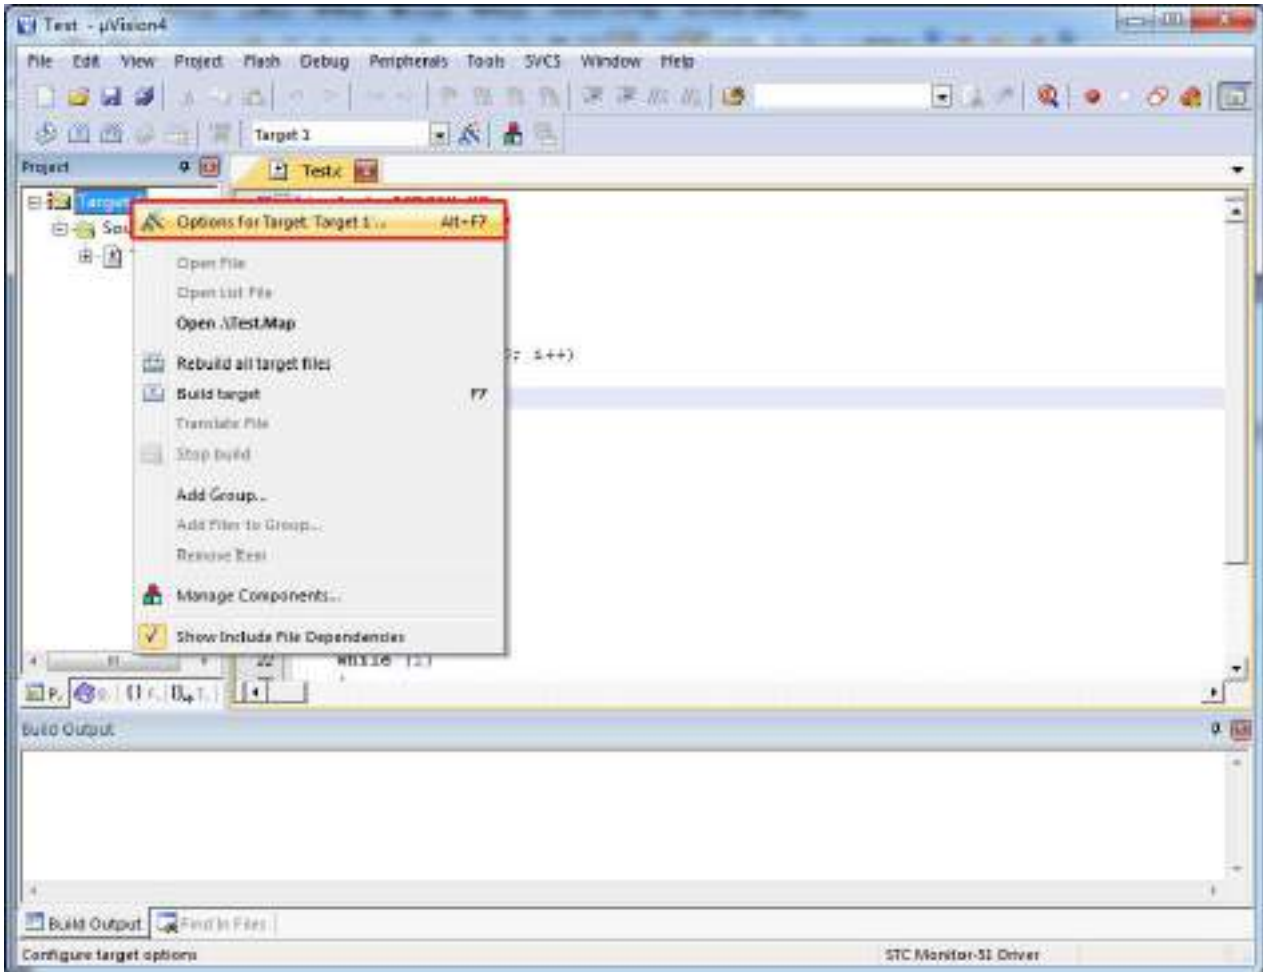 Test - µVision4
File Edit View Project Flash Debug Peripherals Tools SVCS Window Help
Target 1
Project
Test.c
Target
Sou
Options for Target, Target 1 ... Alt+F7
Open File
Open List File
Open .\Test.Map
; i++)
Rebuild all target files
Build target F7
Translate File
Stop build
Add Group...
Add Files to Group...
Remove Item
Manage Components...
Show Include File Dependencies
22 while (1)
Build Output
Build Output Find In Files
Configure target options STC Monitor-51 Driver